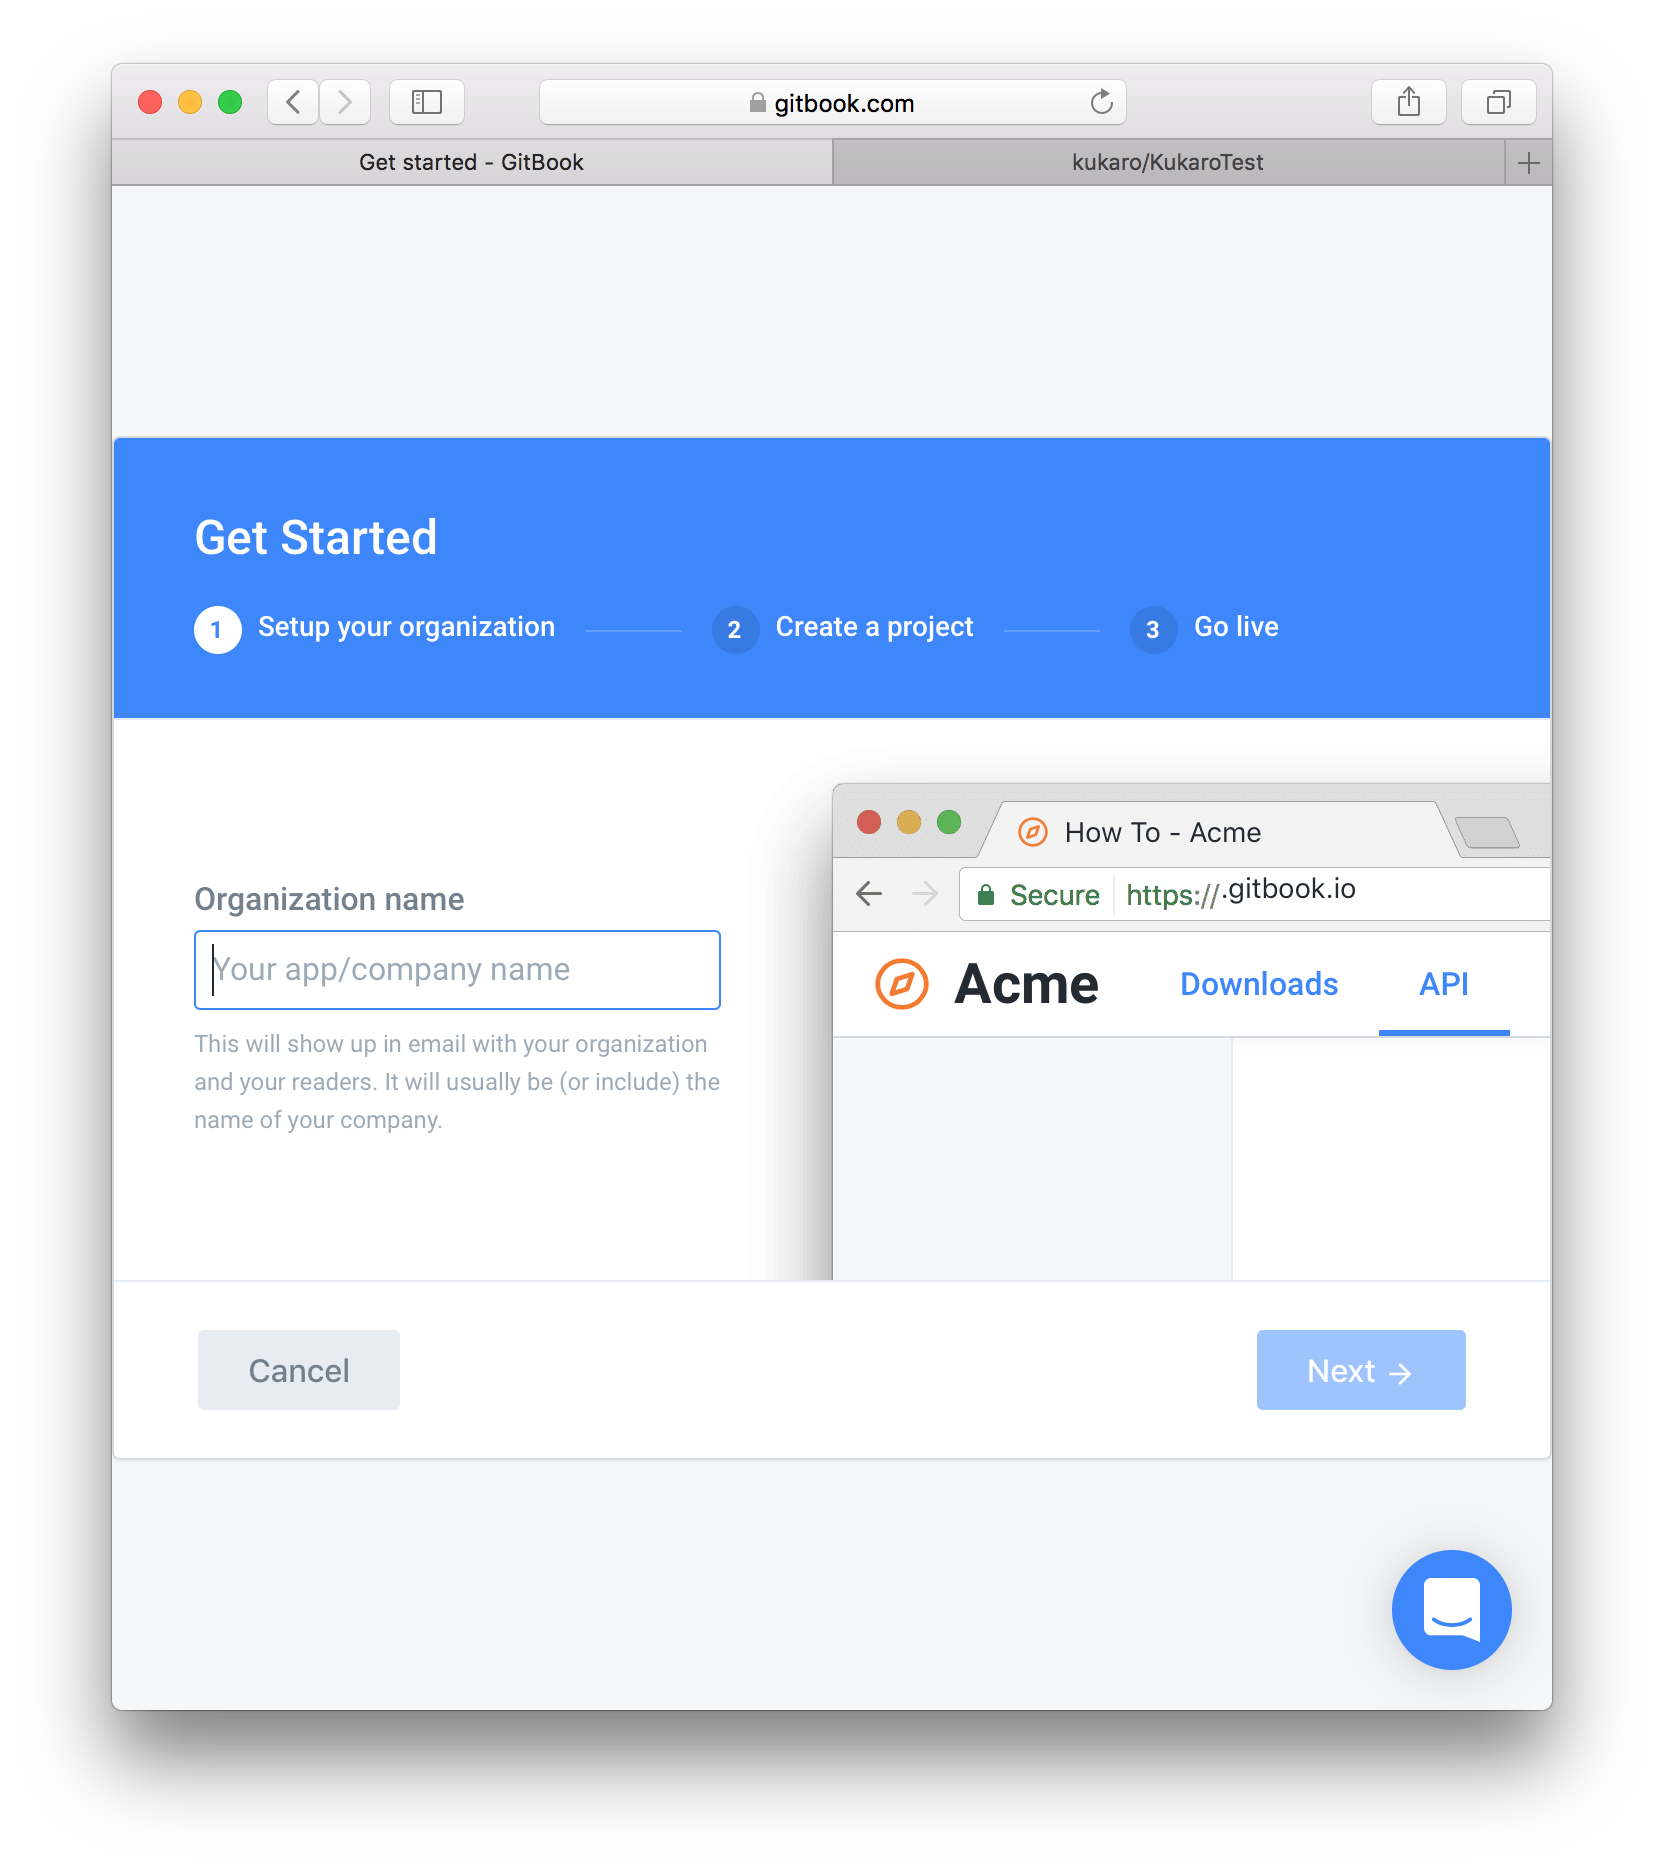 gitbook.com
Get started - GitBook
kukaro/KukaroTest
Get Started
1 Setup your organization
2 Create a project
3 Go live
Organization name
Your app/company name
This will show up in email with your organization
and your readers. It will usually be (or include) the
name of your company.
How To - Acme
Secure https://.gitbook.io
Acme Downloads API
Cancel
Next →